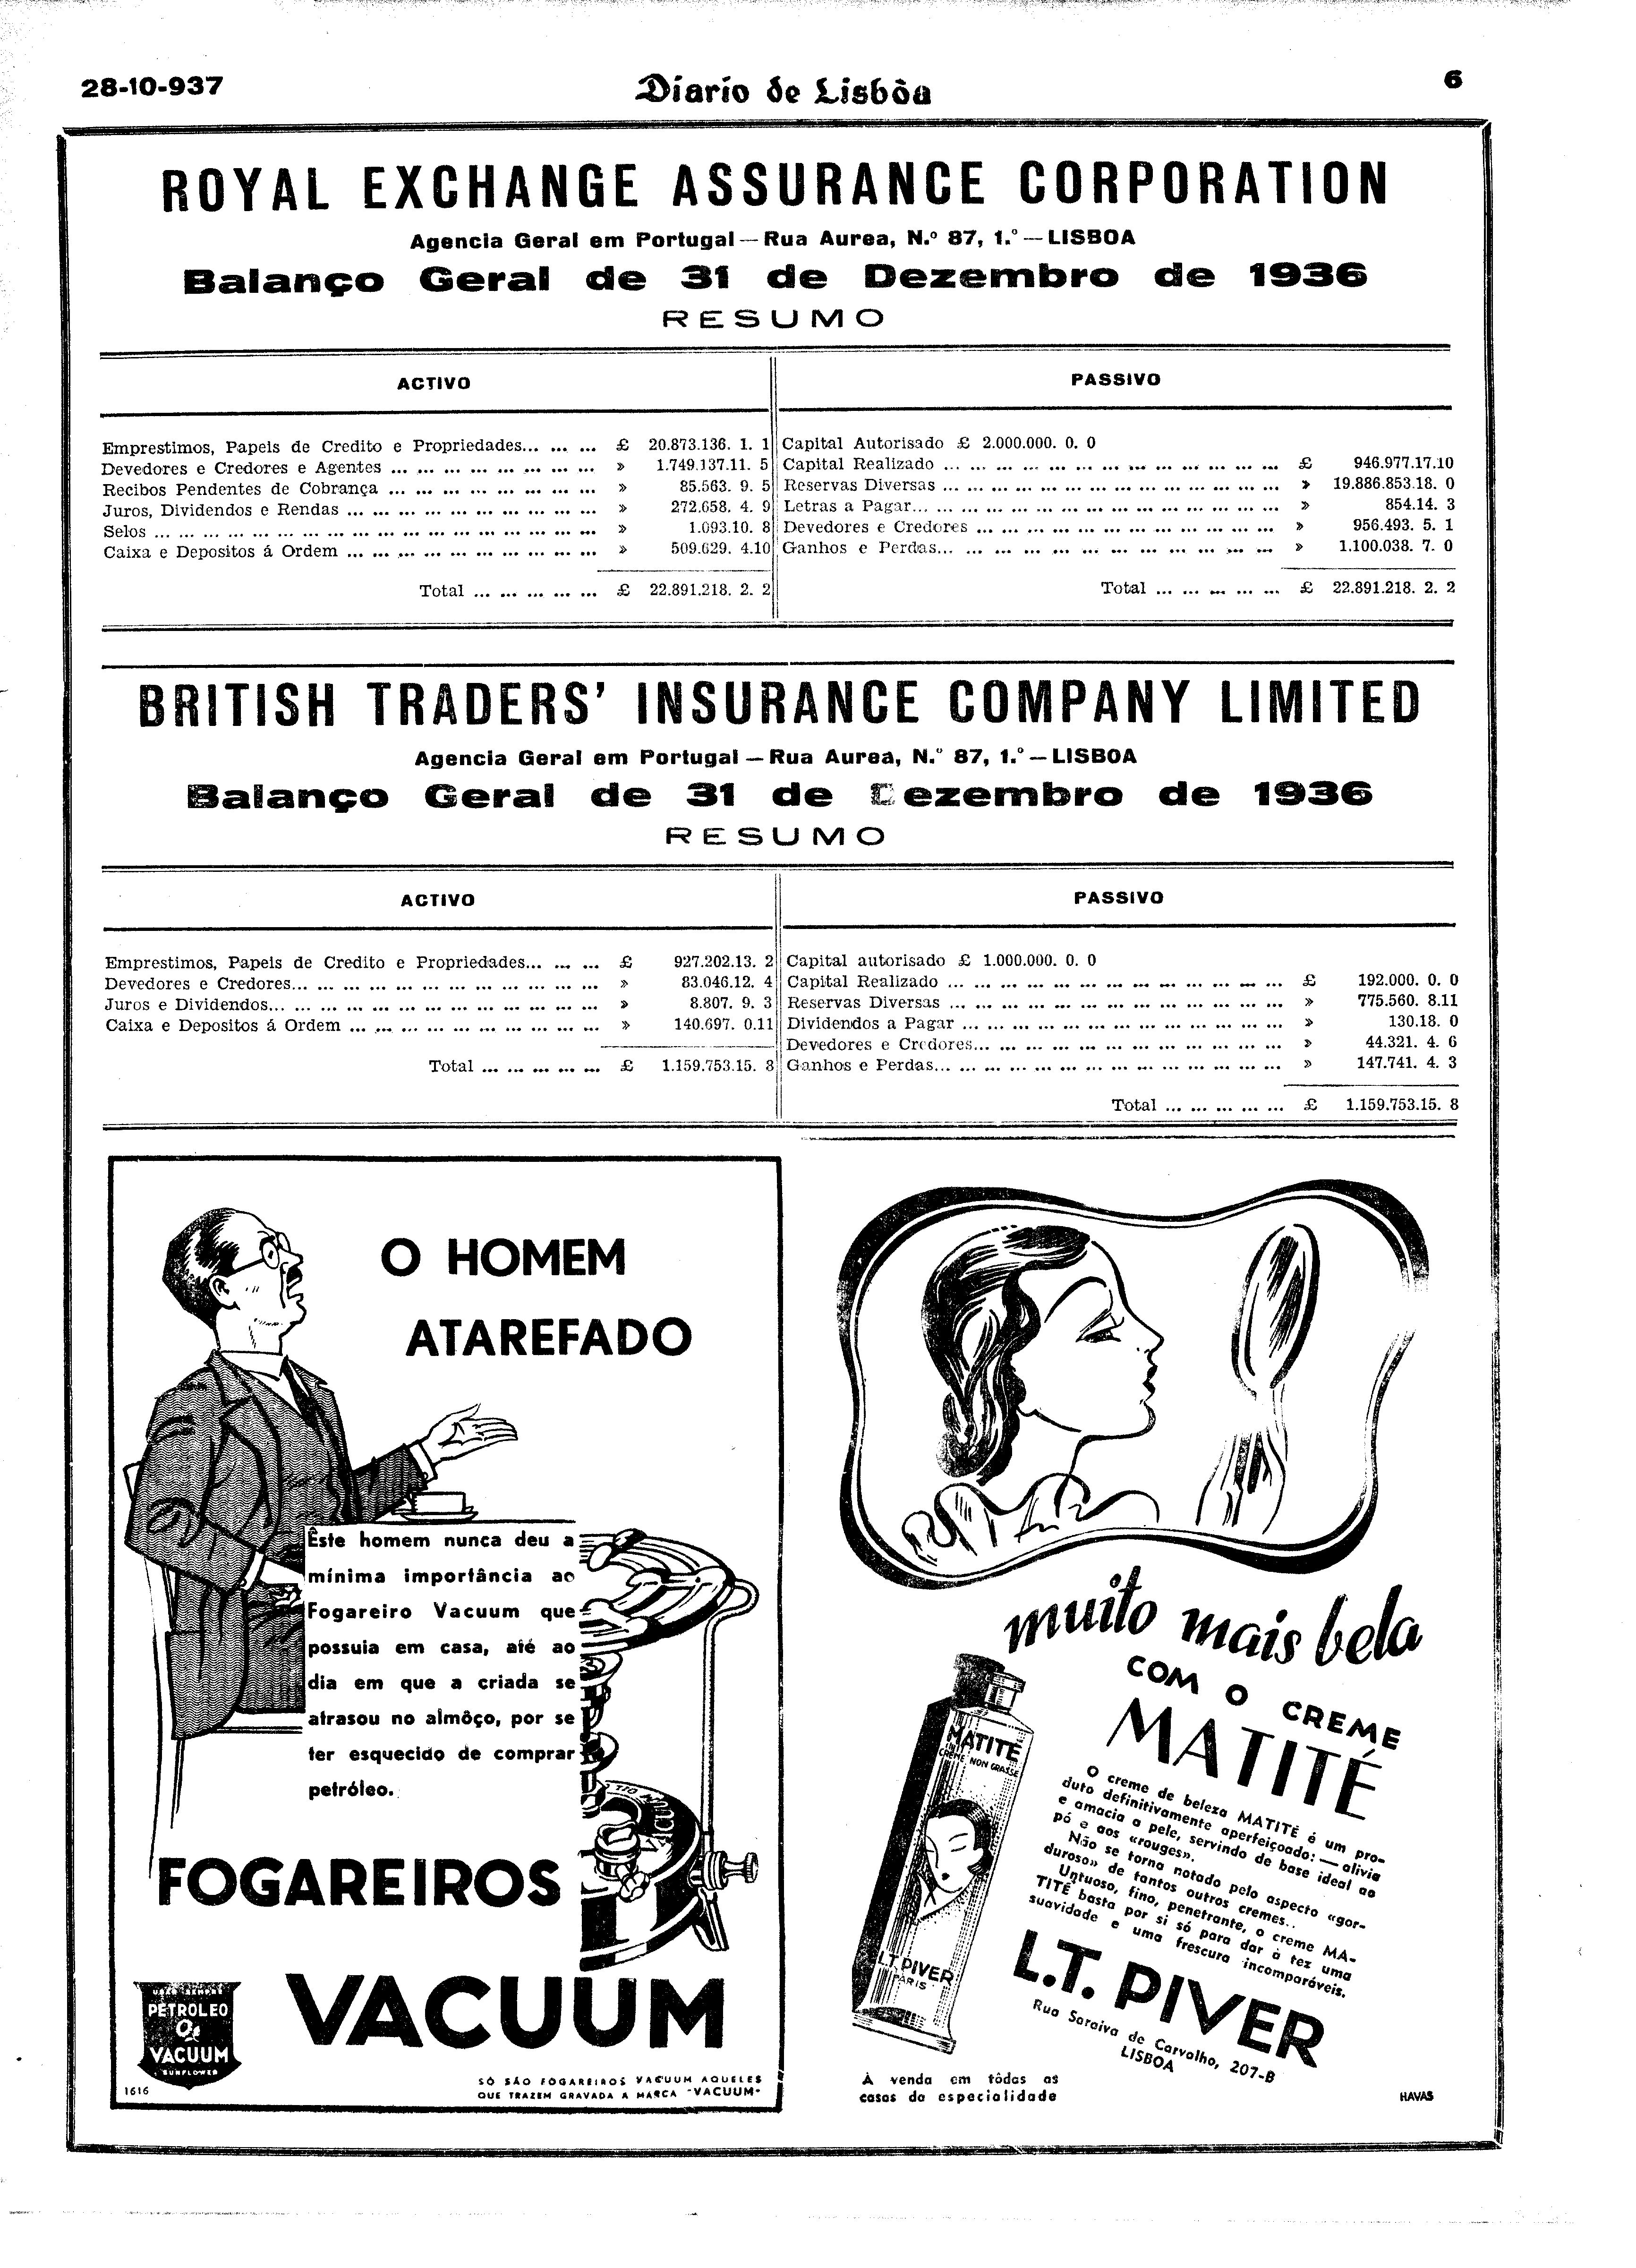 28-10-937
Diario de Lisbôa
6
ROYAL EXCHANGE ASSURANCE CORPORATION
Agencia Geral em Portugal — Rua Aurea, N.º 87, 1.º — LISBOA
Balanço Geral de 31 de Dezembro de 1936
RESUMO
ACTIVO
Emprestimos, Papeis de Credito e Propriedades... ... ... £ 20.873.136. 1. 1
Devedores e Credores e Agentes ... ... ... ... ... ... ... ... » 1.749.137.11. 5
Recibos Pendentes de Cobrança ... ... ... ... ... ... ... ... » 85.563. 9. 5
Juros, Dividendos e Rendas ... ... ... ... ... ... ... ... ... ... » 272.658. 4. 9
Selos ... ... ... ... ... ... ... ... ... ... ... ... ... ... ... ... ... » 1.093.10. 8
Caixa e Depositos á Ordem ... ... ... ... ... ... ... ... ... ... » 509.629. 4.10
Total ... ... ... ... ... £ 22.891.218. 2. 2
PASSIVO
Capital Autorisado £ 2.000.000. 0. 0
Capital Realizado ... ... ... ... ... ... ... ... ... ... ... ... ... £ 946.977.17.10
Reservas Diversas ... ... ... ... ... ... ... ... ... ... ... ... ... » 19.886.853.18. 0
Letras a Pagar... ... ... ... ... ... ... ... ... ... ... ... ... ... » 854.14. 3
Devedores e Credores ... ... ... ... ... ... ... ... ... ... ... ... » 956.493. 5. 1
Ganhos e Perdas... ... ... ... ... ... ... ... ... ... ... ... ... » 1.100.038. 7. 0
Total ... ... ... ... ... £ 22.891.218. 2. 2
BRITISH TRADERS' INSURANCE COMPANY LIMITED
Agencia Geral em Portugal — Rua Aurea, N.º 87, 1.º — LISBOA
Balanço Geral de 31 de Dezembro de 1936
RESUMO
ACTIVO
Emprestimos, Papeis de Credito e Propriedades... ... ... £ 927.202.13. 2
Devedores e Credores... ... ... ... ... ... ... ... ... ... ... ... » 83.046.12. 4
Juros e Dividendos... ... ... ... ... ... ... ... ... ... ... ... ... » 8.807. 9. 3
Caixa e Depositos á Ordem ... ... ... ... ... ... ... ... ... ... » 140.697. 0.11
Total ... ... ... ... ... £ 1.159.753.15. 8
PASSIVO
Capital autorisado £ 1.000.000. 0. 0
Capital Realizado ... ... ... ... ... ... ... ... ... ... ... ... ... £ 192.000. 0. 0
Reservas Diversas ... ... ... ... ... ... ... ... ... ... ... ... ... » 775.560. 8.11
Dividendos a Pagar ... ... ... ... ... ... ... ... ... ... ... ... ... » 130.18. 0
Devedores e Credores... ... ... ... ... ... ... ... ... ... ... ... » 44.321. 4. 6
Ganhos e Perdas... ... ... ... ... ... ... ... ... ... ... ... ... ... » 147.741. 4. 3
Total ... ... ... ... ... £ 1.159.753.15. 8
O HOMEM
ATAREFADO
Êste homem nunca deu a
mínima importância ao
Fogareiro Vacuum que
possuia em casa, até ao
dia em que a criada se
atrasou no almôço, por se
ter esquecido de comprar
petróleo.
FOGAREIROS
VACUUM
PETROLEO
VACUUM
SUNFLOWER
1616
SÓ SÃO FOGAREIROS VACUUM AQUELES
QUE TRAZEM GRAVADA A MARCA "VACUUM"
muito mais bela
COM O CREME
MATITÉ
O creme de beleza MATITÉ é um pro-
duto definitivamente aperfeiçoado: — alivia
e amacia a pele, servindo de base ideal ao
pó e aos «rouges».
Não se torna notado pelo aspecto «gor-
duroso» de tantos outros cremes..
Untuoso, fino, penetrante, o creme MA-
TITÉ basta por si só para dar à tez uma
suavidade e uma frescura incomparáveis.
L.T. PIVER
Rua Saraiva de Carvalho, 207-B
LISBOA
MATITÉ
CRÈME NON GRASSE
L.T. PIVER
PARIS
À venda em tôdas as
casas da especialidade
HAVAS